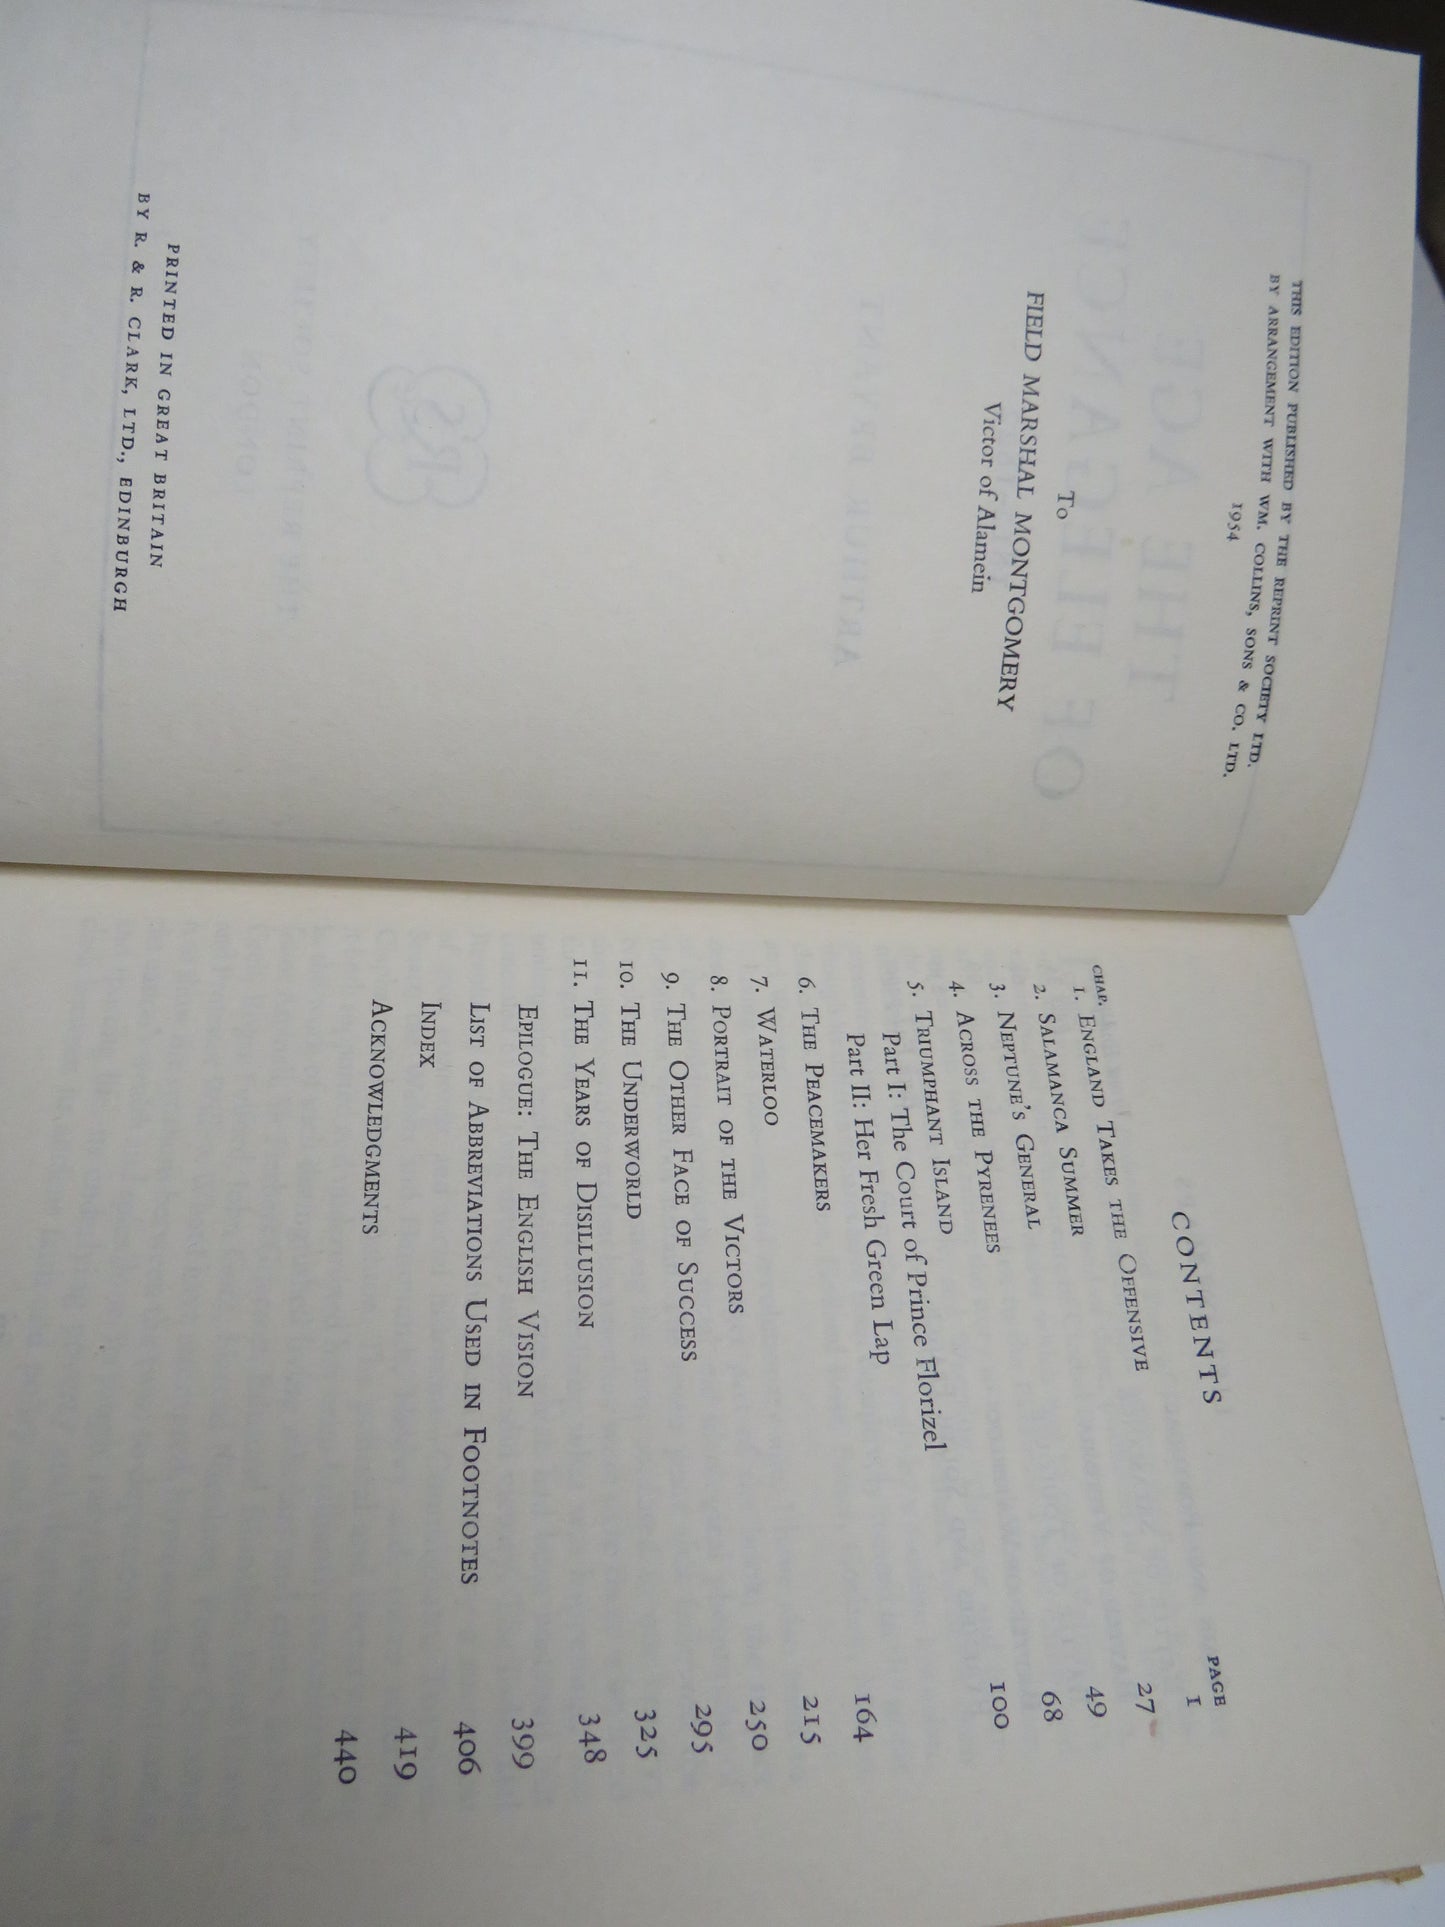 THIS EDITION PUBLISHED BY THE REPRINT SOCIETY LTD.
BY ARRANGEMENT WITH WM. COLLINS, SONS & CO. LTD.
1954
To
FIELD MARSHAL MONTGOMERY
Victor of Alamein
PRINTED IN GREAT BRITAIN
BY R. & R. CLARK, LTD., EDINBURGH
CONTENTS
CHAP. PAGE
1. ENGLAND TAKES THE OFFENSIVE 1
2. SALAMANCA SUMMER 27
3. NEPTUNE'S GENERAL 49
4. ACROSS THE PYRENEES 68
5. TRIUMPHANT ISLAND
Part I: The Court of Prince Florizel 100
Part II: Her Fresh Green Lap 164
6. THE PEACEMAKERS 215
7. WATERLOO 250
8. PORTRAIT OF THE VICTORS 295
9. THE OTHER FACE OF SUCCESS 325
10. THE UNDERWORLD 348
11. THE YEARS OF DISILLUSION 399
EPILOGUE: THE ENGLISH VISION 406
LIST OF ABBREVIATIONS USED IN FOOTNOTES 419
INDEX 440
ACKNOWLEDGMENTS